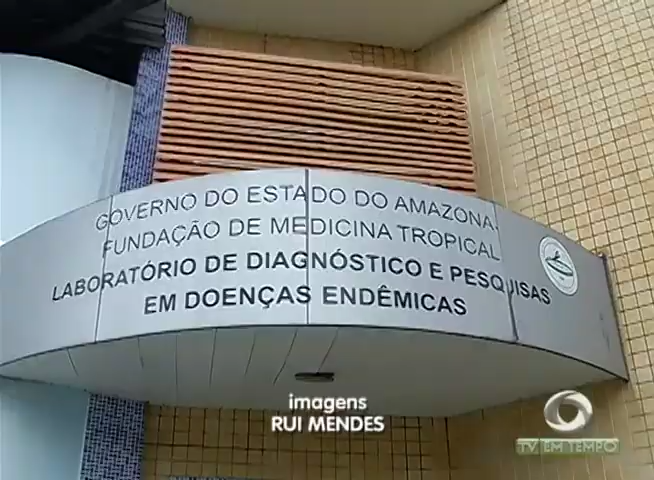 GOVERNO DO ESTADO DO AMAZONA
FUNDAÇÃO DE MEDICINA TROPICAL
LABORATÓRIO DE DIAGNÓSTICO E PESQUISAS
EM DOENÇAS ENDÊMICAS
imagens
RUI MENDES
TV EM TEMPO